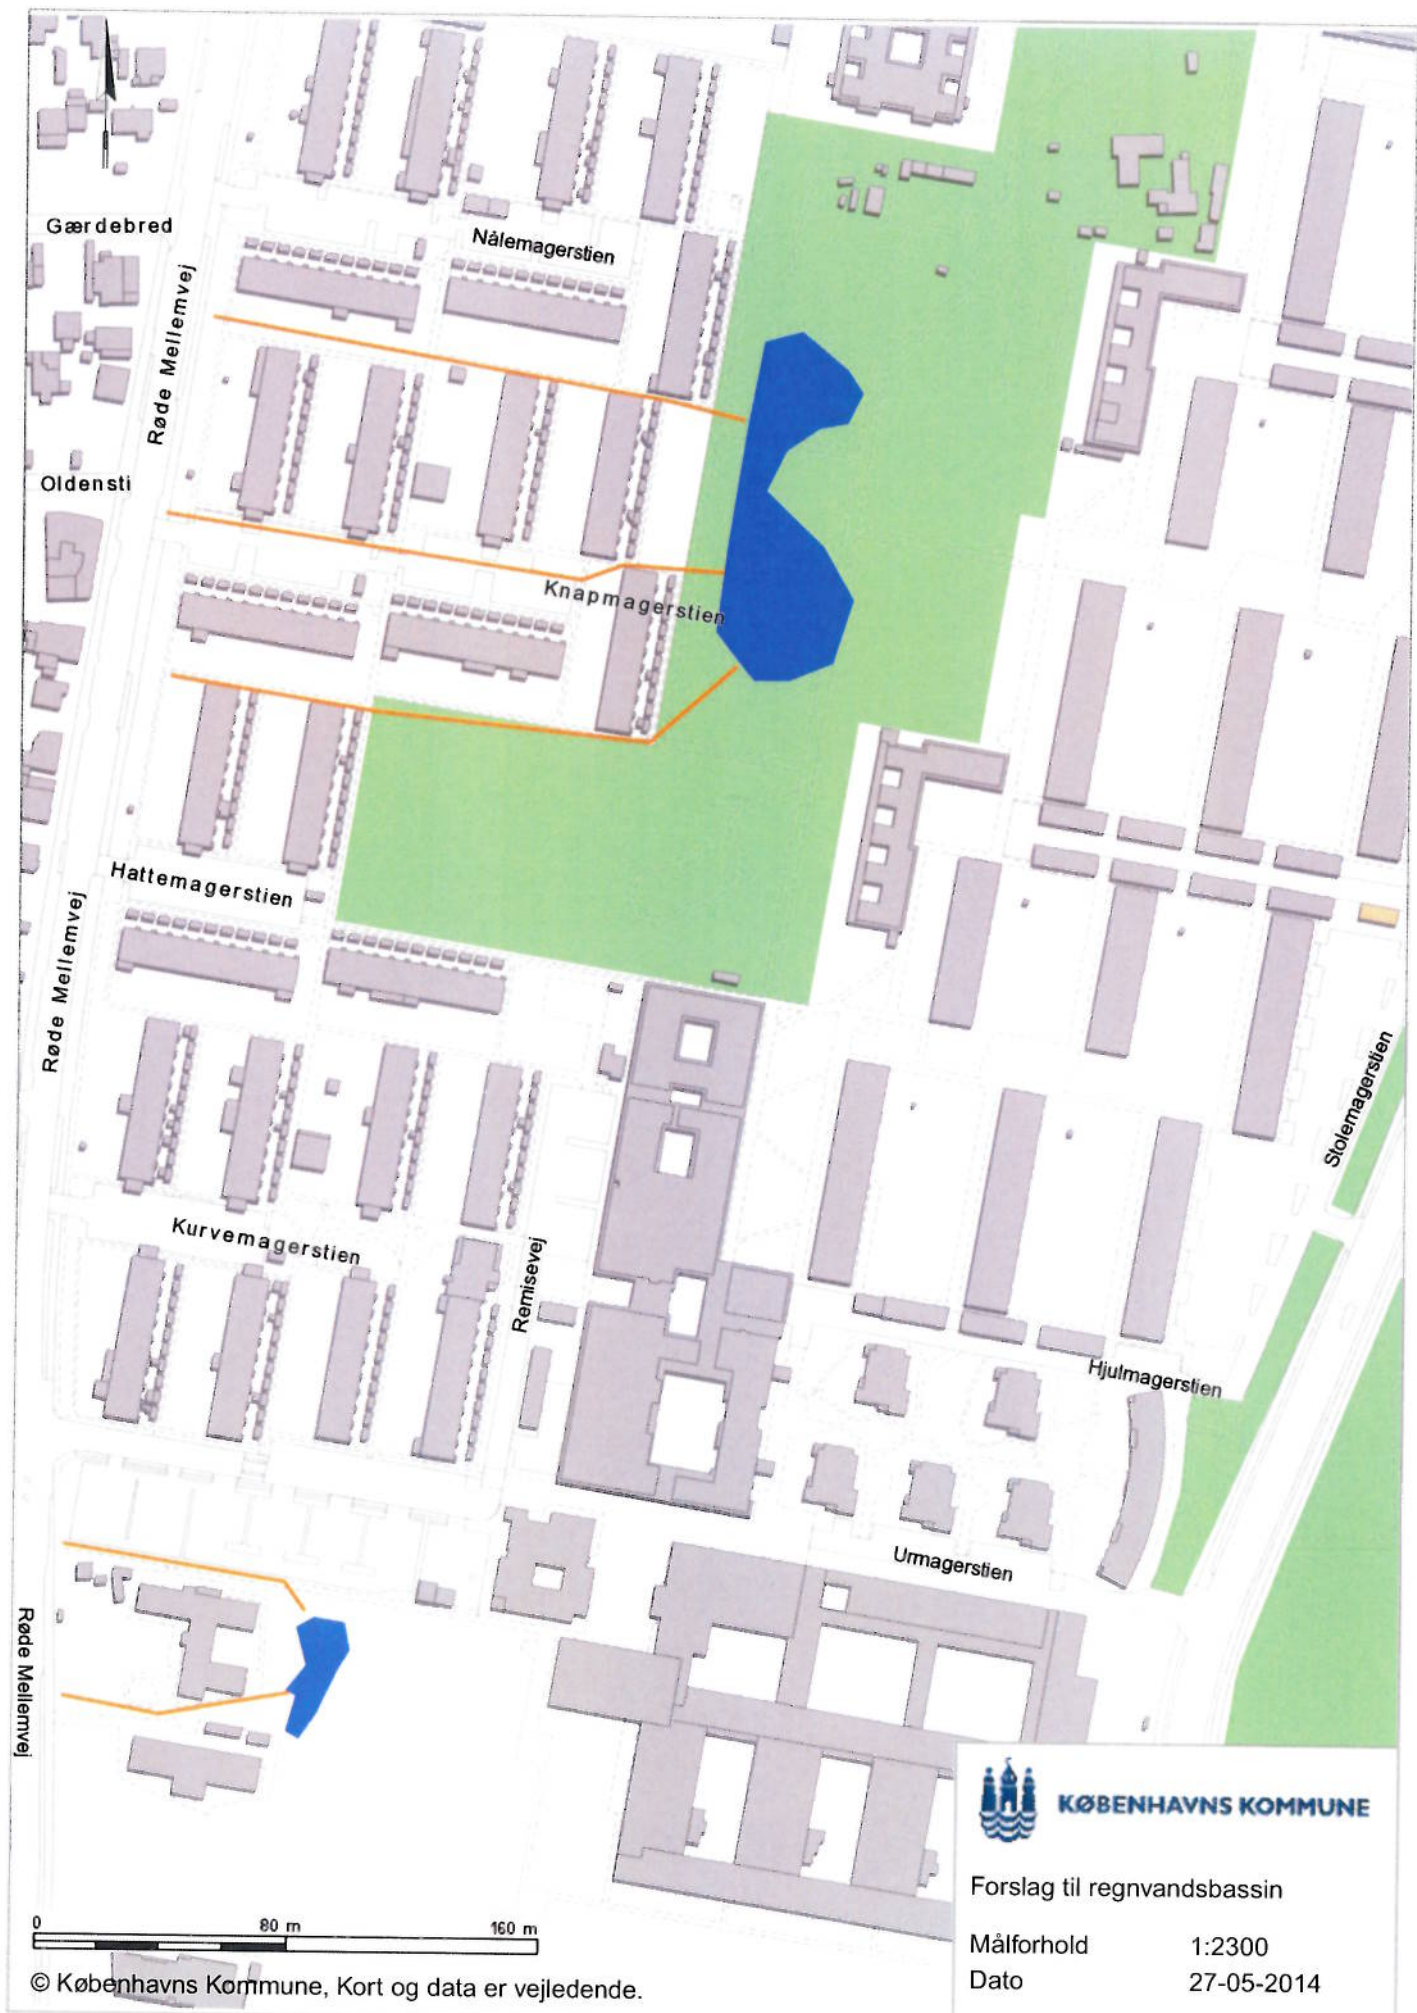 Gærdebred
Nålemagerstien
Røde Mellemvej
Oldensti
Knapmagerstien
Hattemagerstien
Røde Mellemvej
Stolemagerstien
Kurvemagerstien
Remisevej
Hjulmagerstien
Urmagerstien
Røde Mellemvej
KØBENHAVNS KOMMUNE
Forslag til regnvandsbassin
Målforhold 1:2300
Dato 27-05-2014
0 80 m 160 m
© Københavns Kommune, Kort og data er vejledende.